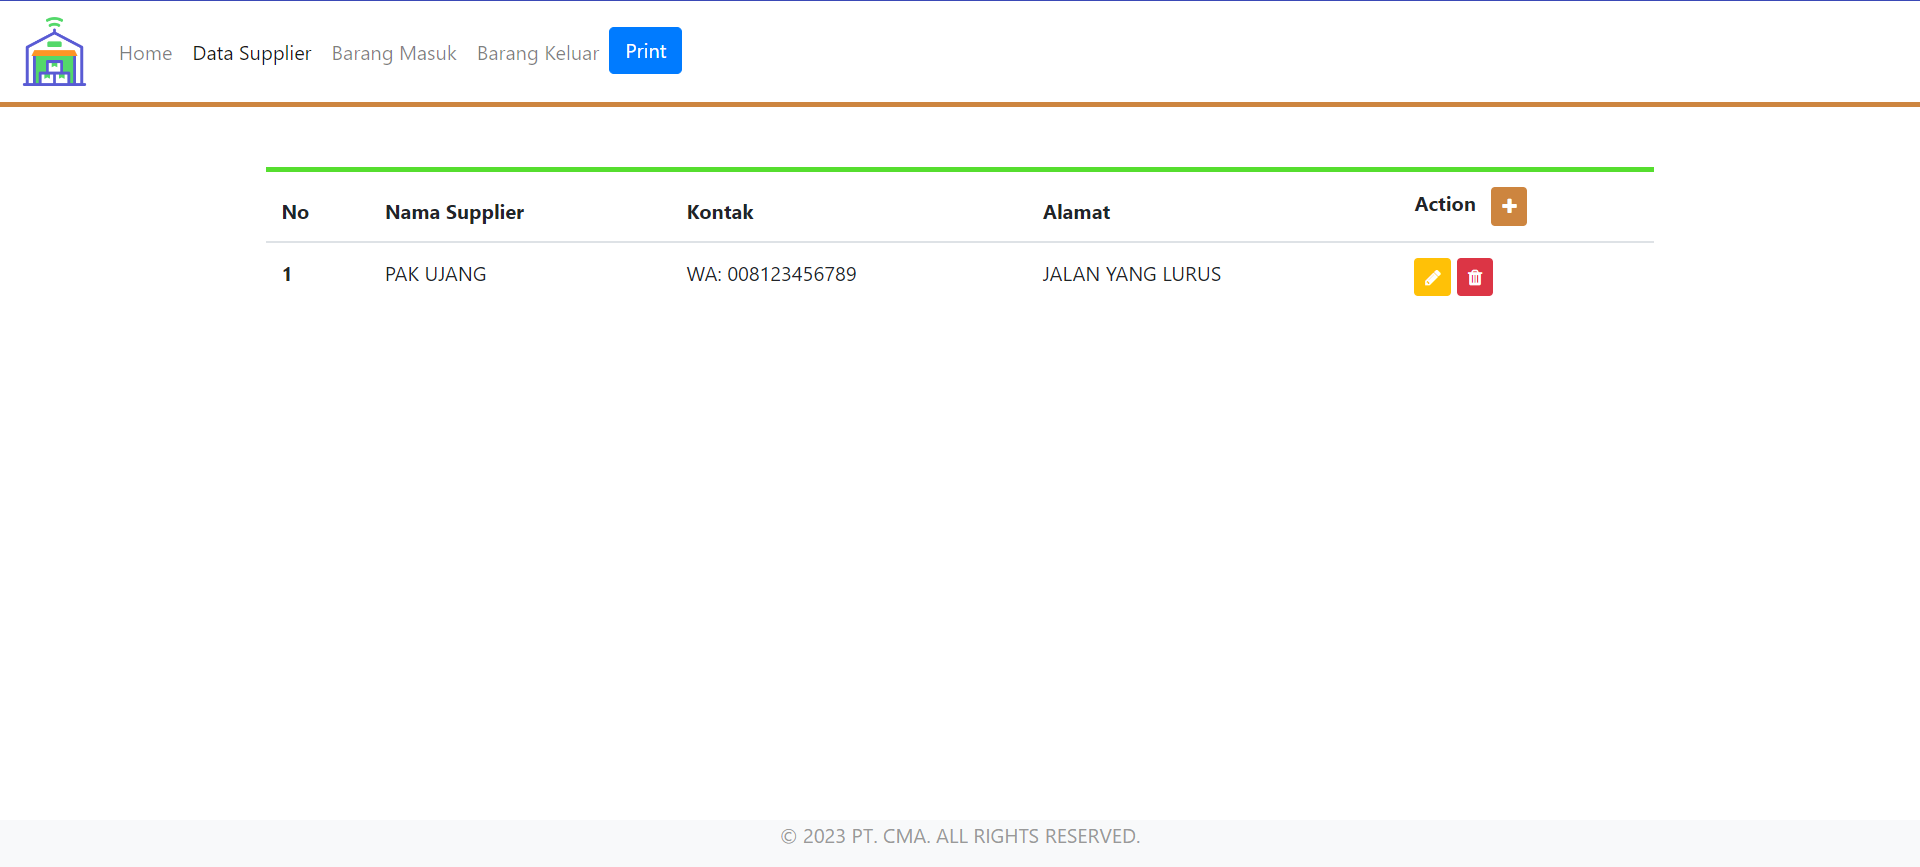 Home Data Supplier Barang Masuk Barang Keluar Print
No Nama Supplier Kontak Alamat Action
1 PAK UJANG WA: 008123456789 JALAN YANG LURUS
© 2023 PT. CMA. ALL RIGHTS RESERVED.